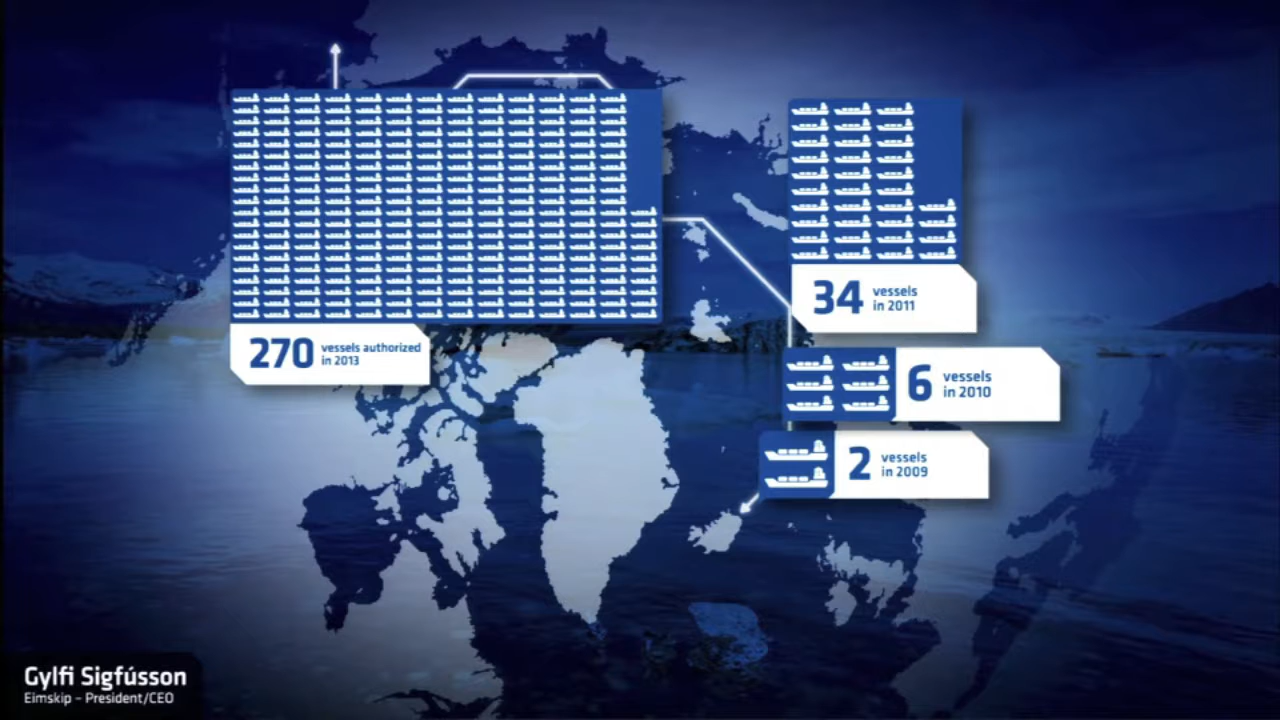 34 vessels
in 2011
270 vessels authorized
in 2013
6 vessels
in 2010
2 vessels
in 2009
Gylfi Sigfússon
Eimskip – President/CEO